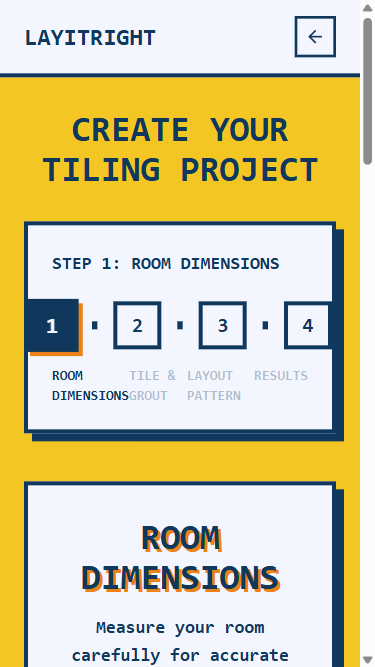 LAYITRIGHT
CREATE YOUR
TILING PROJECT
STEP 1: ROOM DIMENSIONS
1 2 3 4
ROOM TILE & LAYOUT RESULTS
DIMENSIONS GROUT PATTERN
ROOM
DIMENSIONS
Measure your room
carefully for accurate